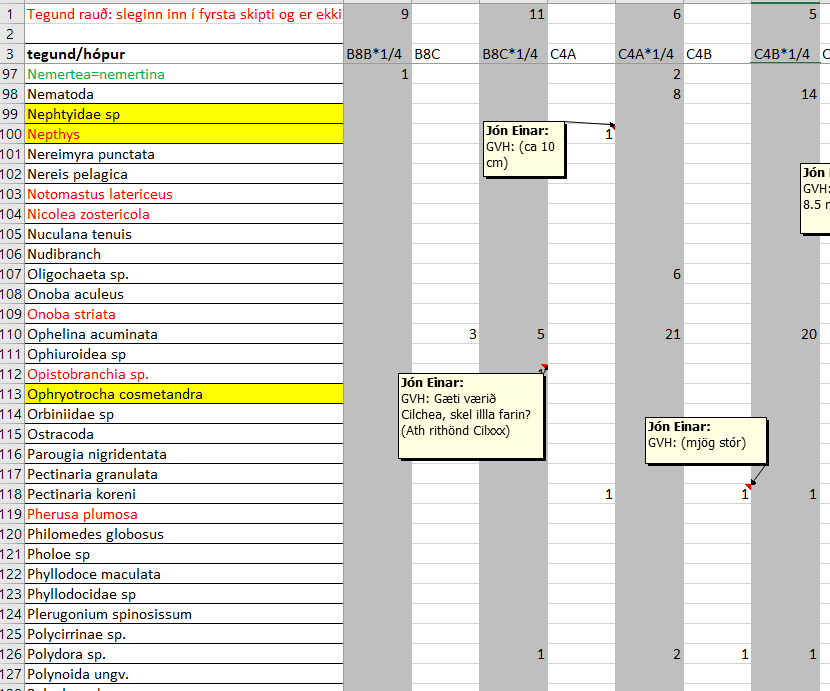 1 Tegund rauð: sleginn inn í fyrsta skipti og er ekki 9 11 6 5
2
3 tegund/hópur B8B*1/4 B8C B8C*1/4 C4A C4A*1/4 C4B C4B*1/4 C
97 Nemertea=nemertina 1 2
98 Nematoda 8 14
99 Nephtyidae sp
100 Nepthys 1
Jón Einar:
GVH: (ca 10
cm)
101 Nereimyra punctata
102 Nereis pelagica
Jón
GVH:
8.5
103 Notomastus latericeus
104 Nicolea zostericola
105 Nuculana tenuis
106 Nudibranch
107 Oligochaeta sp. 6
108 Onoba aculeus
109 Onoba striata
110 Ophelina acuminata 3 5 21 20
111 Ophiuroidea sp
112 Opistobranchia sp.
Jón Einar:
GVH: Gæti værið
Cilchea, skel illla farin?
(Ath rithönd Cilxxx)
113 Ophryotrocha cosmetandra
114 Orbiniidae sp
Jón Einar:
GVH: (mjög stór)
115 Ostracoda
116 Parougia nigridentata
117 Pectinaria granulata
118 Pectinaria koreni 1 1 1
119 Pherusa plumosa
120 Philomedes globosus
121 Pholoe sp
122 Phyllodoce maculata
123 Phyllodocidae sp
124 Plerugonium spinosissum
125 Polycirrinae sp.
126 Polydora sp. 1 2 1 1
127 Polynoida ungv.